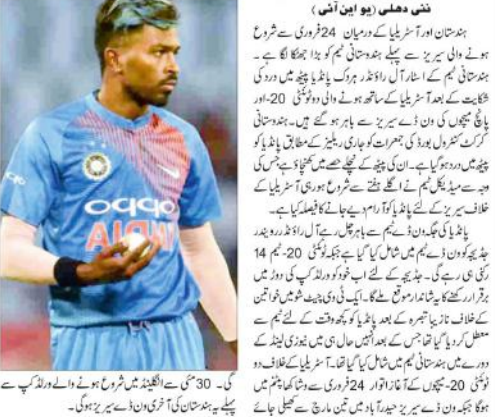 نئی دھلی (یو این آئی)
ہندستان اور آسٹریلیا کے درمیان 24 فروری سے شروع
ہونے والی سیریز سے پہلے ہندوستانی ٹیم کو بڑا جھٹکا لگا ہے ۔
ہندستانی ٹیم کے اسٹار آل راؤنڈر ہردک پانڈیا پیٹھ میں درد کی
شکایت کے بعد آسٹریلیا کے ساتھ ہونے والی دو ٹوئنٹی 20- اور
پانچ میچوں کی ون ڈے سیریز سے باہر ہو گئے ہیں۔ ہندوستانی
کرکٹ کنٹرول بورڈ کی جمعرات کو جاری ریلیز کے مطابق پانڈیا کو
پیٹھ میں درد ہو گیا ہے۔ ان کی پیٹھ کے نچلے حصے میں کھنچاؤ ہے جس کی
وجہ سے میڈیکل ٹیم نے اگلے ہفتے سے شروع ہو رہی آسٹریلیا کے
خلاف سیریز کے لئے پانڈیا کو آرام دیے جانے کا فیصلہ کیا ہے۔
پانڈیا کی جگہ ون ڈے ٹیم سے باہر چل رہے آل راؤنڈر رویندر
جڈیجہ کو ون ڈے ٹیم میں شامل کیا گیا ہے جبکہ ٹوئنٹی 20- ٹیم 14
رکنی ہی رہے گی۔ جڈیجہ کے لئے اب خود کو ورلڈ کپ کی دوڑ میں
برقرار رکھنے کا یہ شاندار موقع ملے گا۔ ایک ٹی وی چیٹ شو میں خواتین
کے خلاف نازیبا تبصرہ کے بعد پانڈیا کو کچھ وقت کے لئے ٹیم سے
معطل کر دیا گیا تھا جس کے بعد انہیں حال ہی میں نیوزی لینڈ کے
دورے میں ہندستانی ٹیم میں شامل کیا گیا تھا۔ آسٹریلیا کے خلاف دو
ٹوئنٹی 20- میچوں کے آغاز اتوار 24 فروری سے وشاکھاپٹنم میں
ہوگا جبکہ ون ڈے سیریز حیدرآباد میں تین مارچ سے کھیلی جائے
گی ۔ 30 مئی سے انگلینڈ میں شروع ہونے والے ورلڈ کپ سے
پہلے یہ ہندستان کی آخری ون ڈے سیریز ہوگی۔
oppo
oppo
INDIA